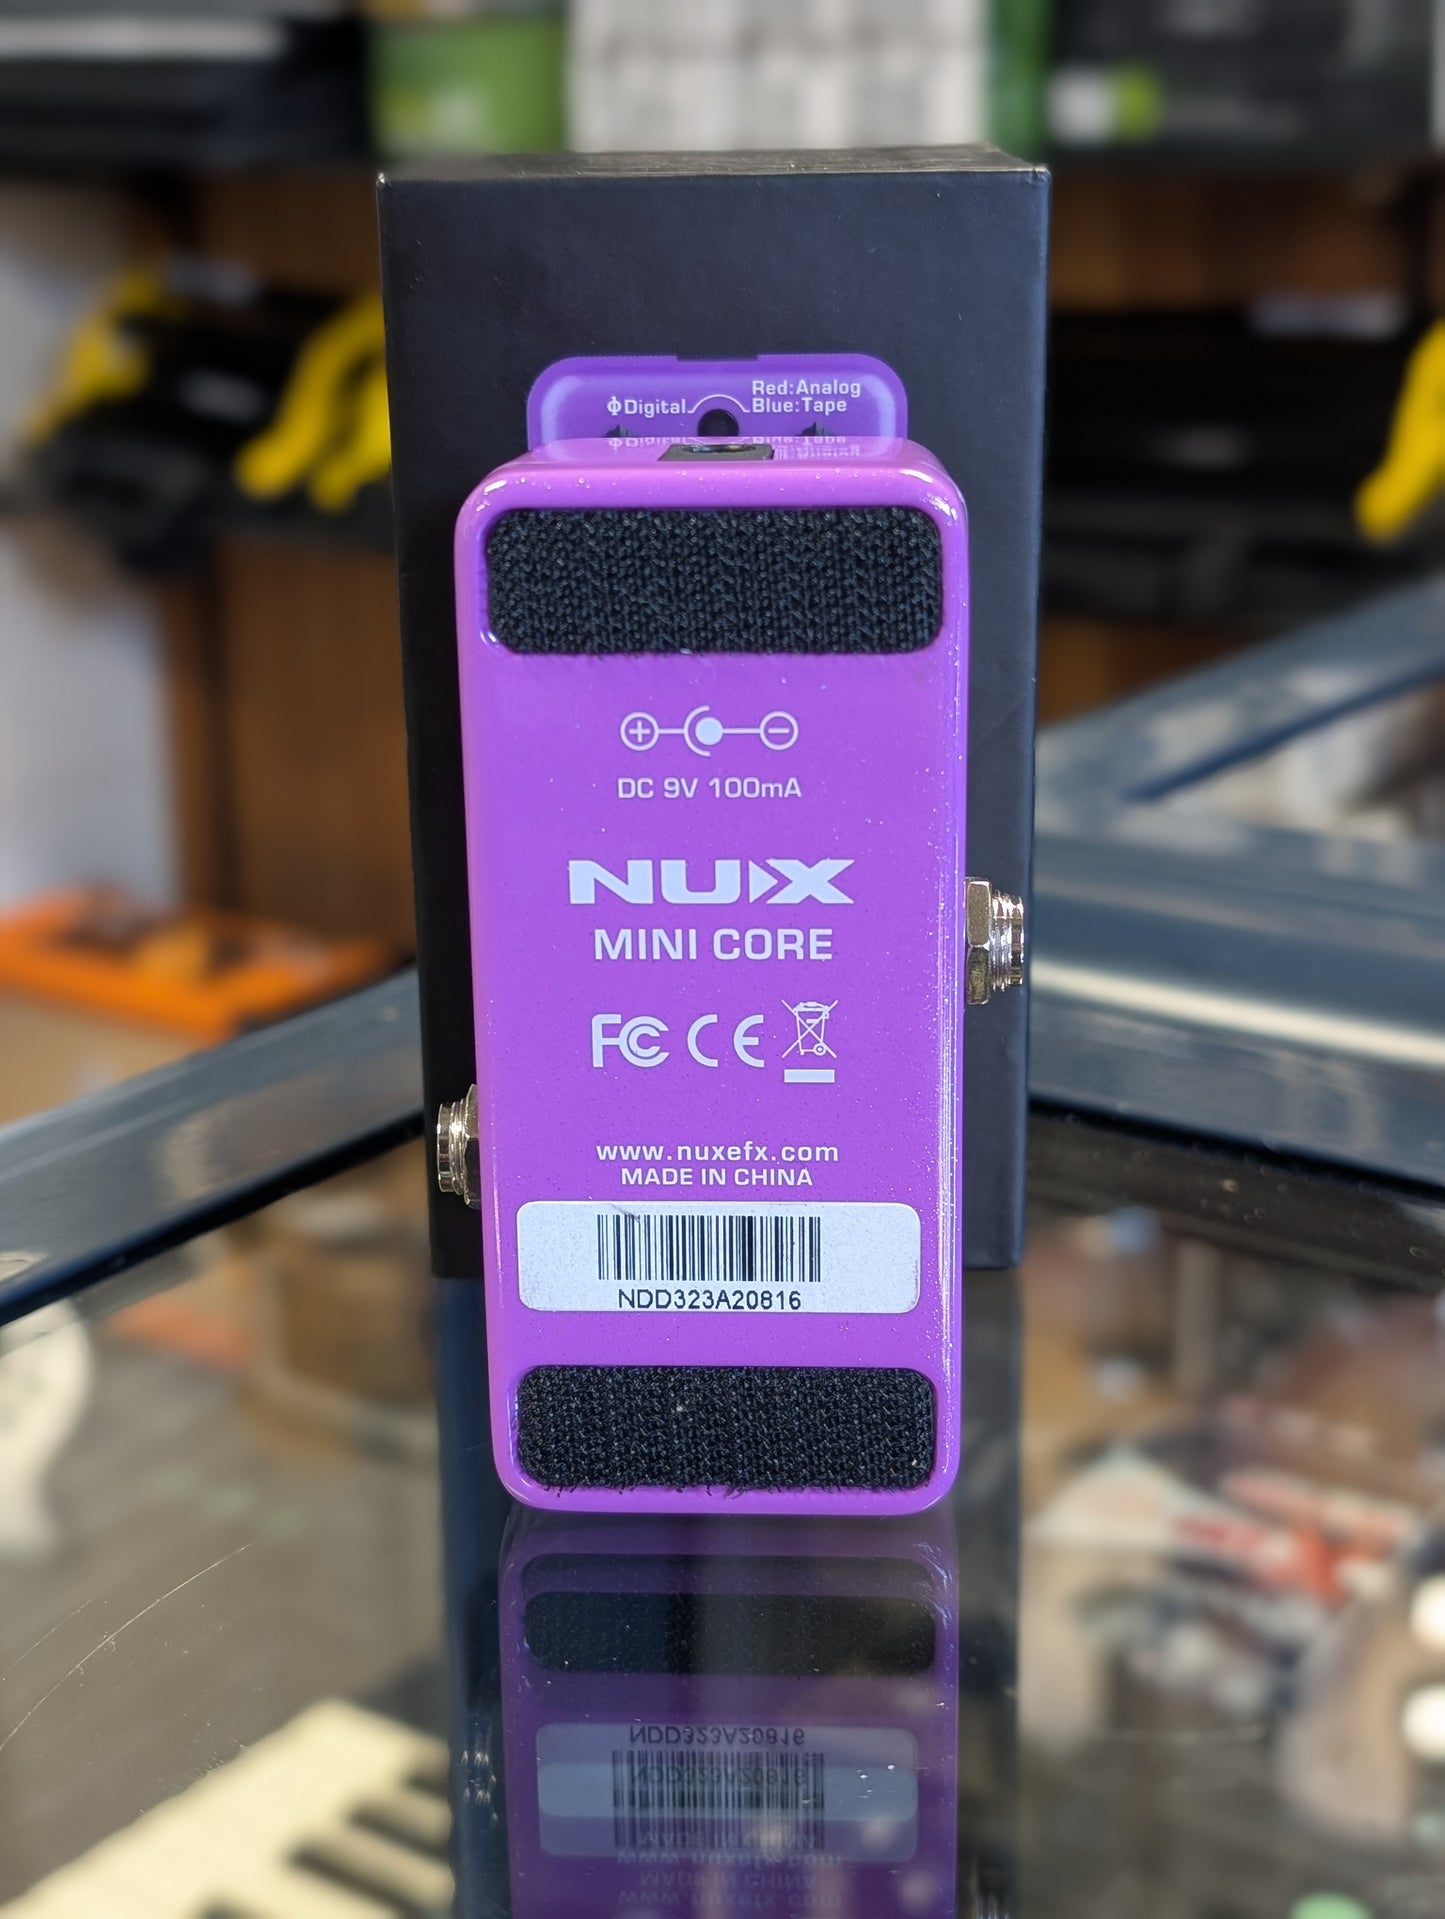 Red:Analog
ΦDigital Blue:Tape
DC 9V 100mA
NUX
MINI CORE
FC CE
www.nuxefx.com
MADE IN CHINA
NDD323A20816